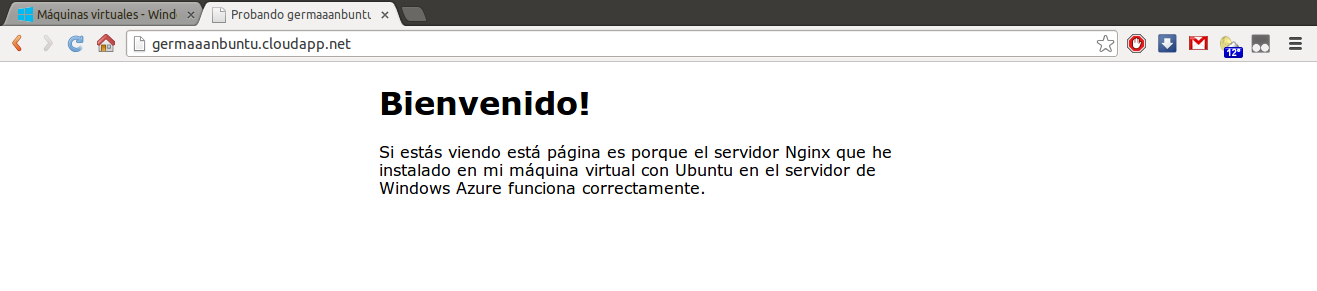 Máquinas virtuales - Wind
Probando germaaanbuntu
germaaanbuntu.cloudapp.net
12°
Bienvenido!
Si estás viendo está página es porque el servidor Nginx que he
instalado en mi máquina virtual con Ubuntu en el servidor de
Windows Azure funciona correctamente.